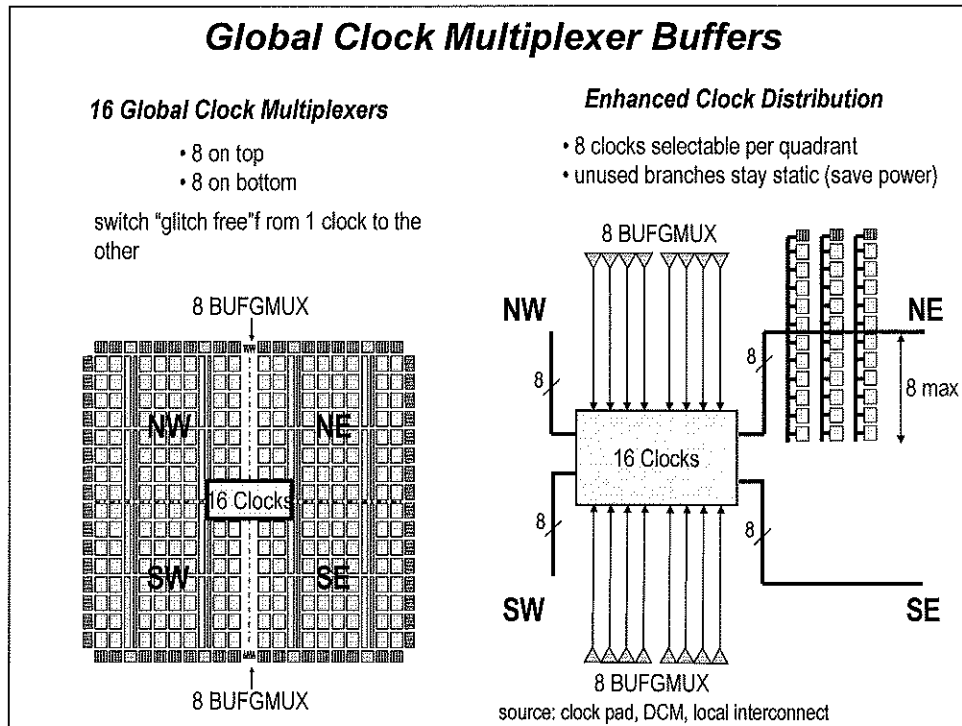 Global Clock Multiplexer Buffers
16 Global Clock Multiplexers
• 8 on top
• 8 on bottom
switch "glitch free"f rom 1 clock to the
other
8 BUFGMUX
NW
NE
16 Clocks
SW
SE
8 BUFGMUX
Enhanced Clock Distribution
• 8 clocks selectable per quadrant
• unused branches stay static (save power)
8 BUFGMUX
NW
NE
8
8
8 max
16 Clocks
8
8
SW
SE
8 BUFGMUX
source: clock pad, DCM, local interconnect